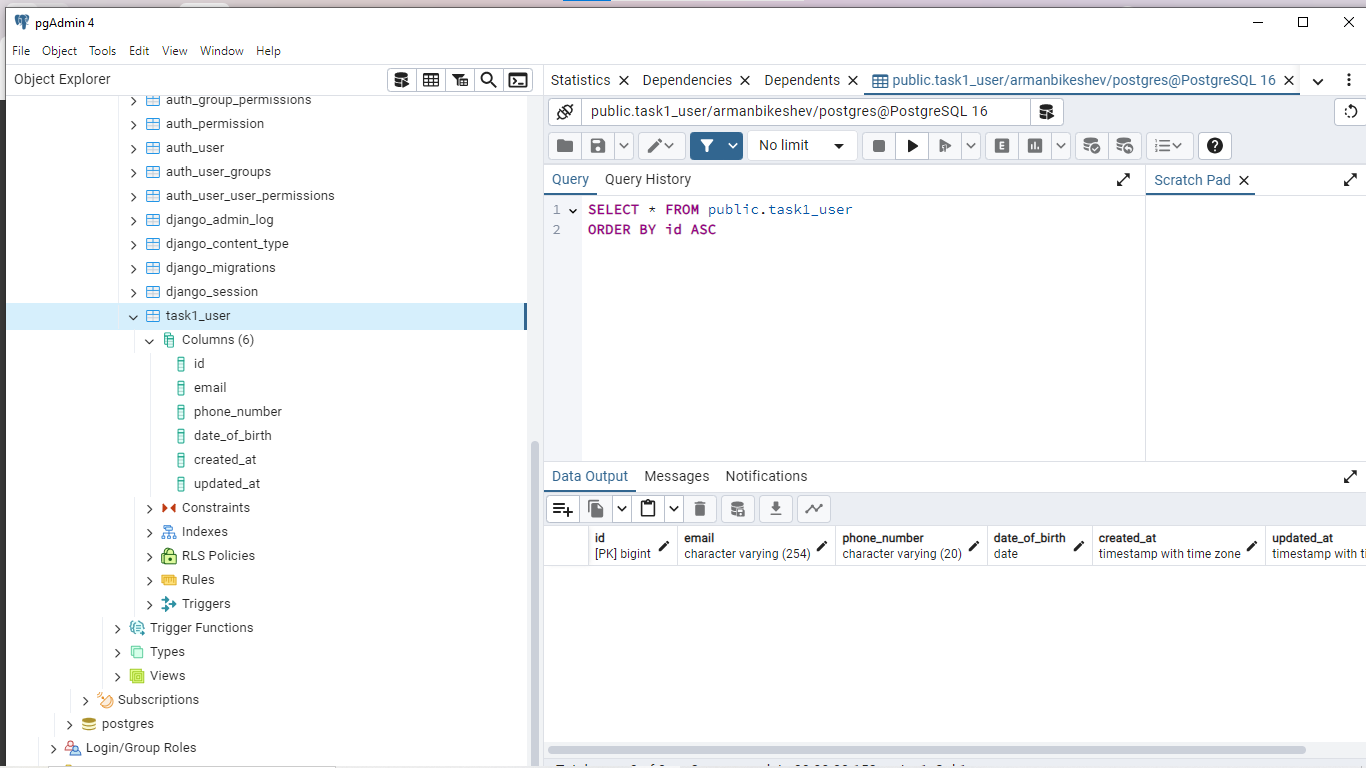 pgAdmin 4
File Object Tools Edit View Window Help
Object Explorer
auth_group_permissions
auth_permission
auth_user
auth_user_groups
auth_user_user_permissions
django_admin_log
django_content_type
django_migrations
django_session
task1_user
Columns (6)
id
email
phone_number
date_of_birth
created_at
updated_at
Constraints
Indexes
RLS Policies
Rules
Triggers
Trigger Functions
Types
Views
Subscriptions
postgres
Login/Group Roles
Statistics Dependencies Dependents public.task1_user/armanbikeshev/postgres@PostgreSQL 16
public.task1_user/armanbikeshev/postgres@PostgreSQL 16
No limit E
Query Query History Scratch Pad
1 SELECT * FROM public.task1_user
2 ORDER BY id ASC
Data Output Messages Notifications
id email phone_number date_of_birth created_at updated_at
[PK] bigint character varying (254) character varying (20) date timestamp with time zone timestamp with ti